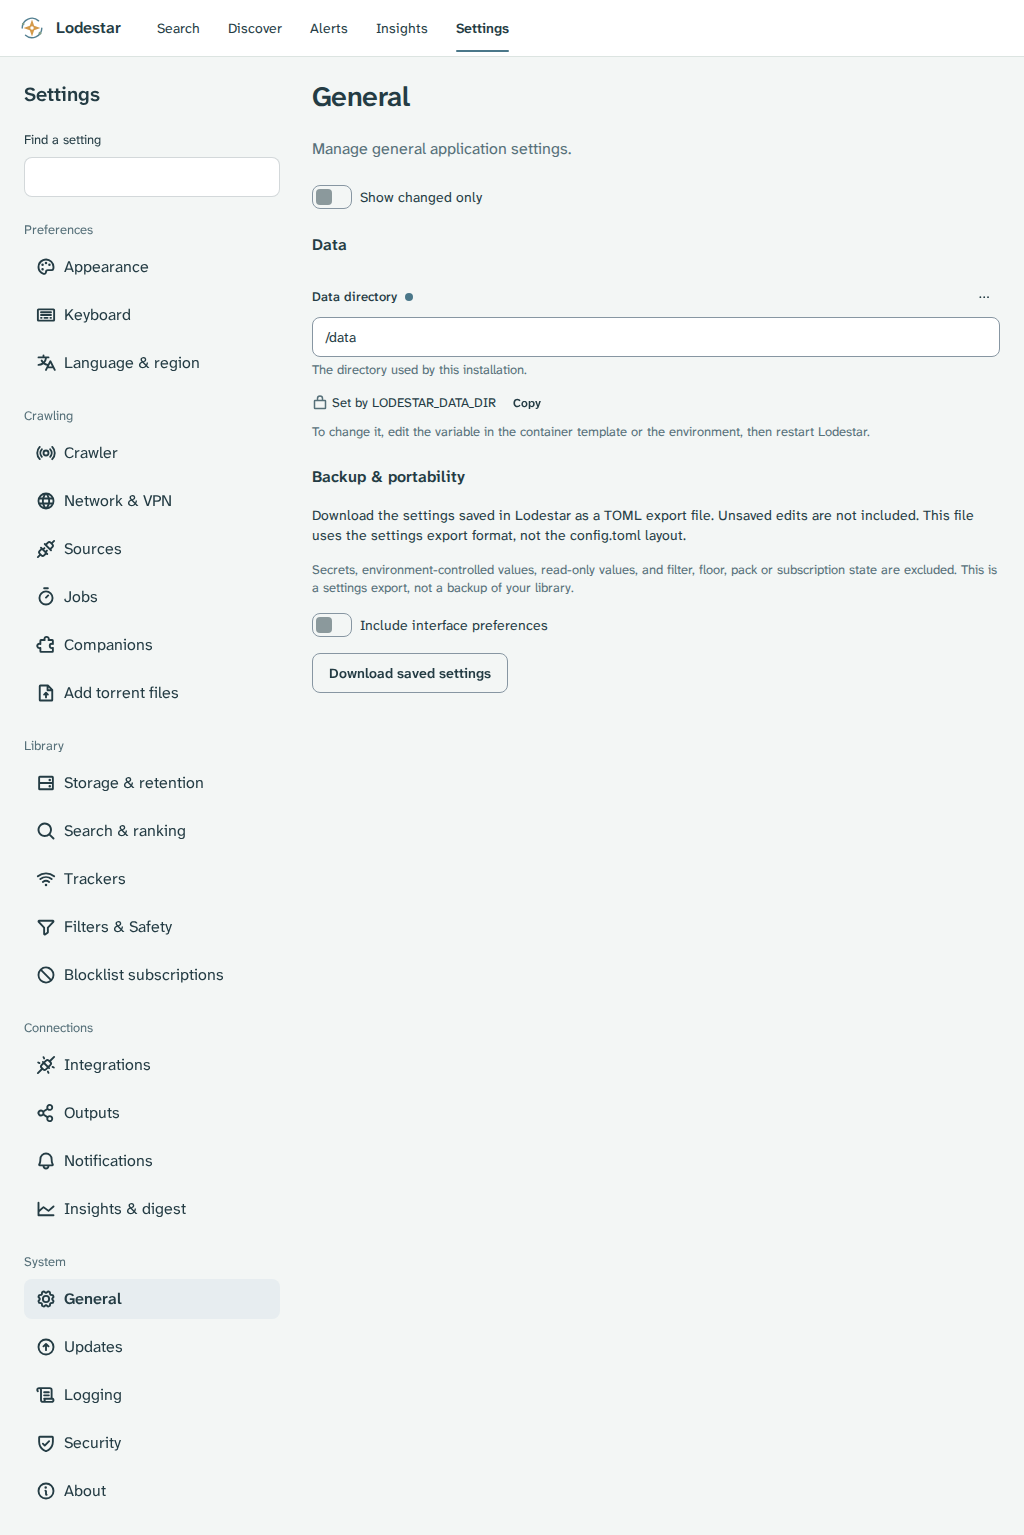 Lodestar
Search
Discover
Alerts
Insights
Settings
Settings
Find a setting
Preferences
Appearance
Keyboard
Language & region
Crawling
Crawler
Network & VPN
Sources
Jobs
Companions
Add torrent files
Library
Storage & retention
Search & ranking
Trackers
Filters & Safety
Blocklist subscriptions
Connections
Integrations
Outputs
Notifications
Insights & digest
System
General
Updates
Logging
Security
About
General
Manage general application settings.
Show changed only
Data
Data directory
...
/data
The directory used by this installation.
Set by LODESTAR_DATA_DIR Copy
To change it, edit the variable in the container template or the environment, then restart Lodestar.
Backup & portability
Download the settings saved in Lodestar as a TOML export file. Unsaved edits are not included. This file
uses the settings export format, not the config.toml layout.
Secrets, environment-controlled values, read-only values, and filter, floor, pack or subscription state are excluded. This is
a settings export, not a backup of your library.
Include interface preferences
Download saved settings